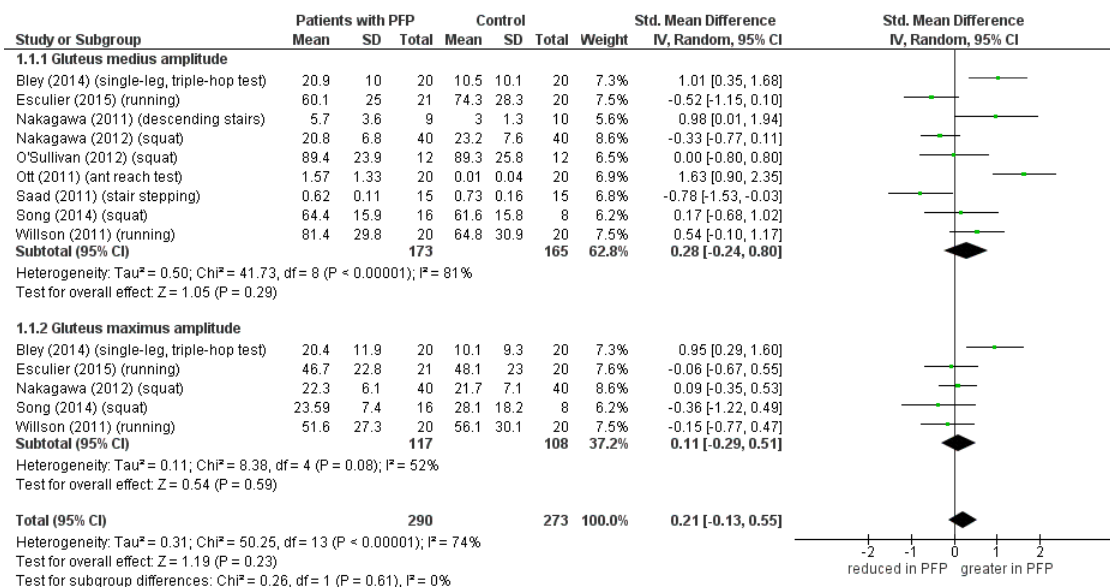 Patients with PFP Control Std. Mean Difference Std. Mean Difference
Study or Subgroup Mean SD Total Mean SD Total Weight IV, Random, 95% CI IV, Random, 95% CI
1.1.1 Gluteus medius amplitude
Bley (2014) (single-leg, triple-hop test) 20.9 10 20 10.5 10.1 20 7.3% 1.01 [0.35, 1.68]
Esculier (2015) (running) 60.1 25 21 74.3 28.3 20 7.5% -0.52 [-1.15, 0.10]
Nakagawa (2011) (descending stairs) 5.7 3.6 9 3 1.3 10 5.6% 0.98 [0.01, 1.94]
Nakagawa (2012) (squat) 20.8 6.8 40 23.2 7.6 40 8.6% -0.33 [-0.77, 0.11]
O'Sullivan (2012) (squat) 89.4 23.9 12 89.3 25.8 12 6.5% 0.00 [-0.80, 0.80]
Ott (2011) (ant reach test) 1.57 1.33 20 0.01 0.04 20 7.0% 1.63 [0.90, 2.35]
Saad (2011) (stair stepping) 0.62 0.11 15 0.73 0.16 15 6.8% -0.78 [-1.53, -0.03]
Song (2014) (squat) 64.4 15.9 16 61.6 15.8 8 6.2% 0.17 [-0.68, 1.02]
Willson (2011) (running) 81.4 29.8 20 64.8 30.9 20 7.4% 0.54 [-0.10, 1.17]
Subtotal (95% CI) 173 165 62.8% 0.28 [-0.24, 0.80]
Heterogeneity: Tau² = 0.50; Chi² = 41.73, df = 8 (P < 0.00001); I² = 81%
Test for overall effect: Z = 1.05 (P = 0.29)
1.1.2 Gluteus maximus amplitude
Bley (2014) (single-leg, triple-hop test) 20.4 11.9 20 10.1 9.3 20 7.3% 0.95 [0.29, 1.60]
Esculier (2015) (running) 46.7 22.8 21 48.1 23 20 7.6% -0.06 [-0.67, 0.55]
Nakagawa (2012) (squat) 22.3 6.1 40 21.7 7.1 40 8.6% 0.09 [-0.35, 0.53]
Song (2014) (squat) 23.59 7.4 16 28.1 18.2 8 6.2% -0.36 [-1.22, 0.49]
Willson (2011) (running) 51.6 27.3 20 56.1 30.1 20 7.5% -0.15 [-0.77, 0.47]
Subtotal (95% CI) 117 108 37.2% 0.11 [-0.29, 0.51]
Heterogeneity: Tau² = 0.11; Chi² = 8.38, df = 4 (P = 0.08); I² = 52%
Test for overall effect: Z = 0.54 (P = 0.59)
Total (95% CI) 290 273 100.0% 0.21 [-0.13, 0.55]
Heterogeneity: Tau² = 0.31; Chi² = 50.25, df = 13 (P < 0.00001); I² = 74%
Test for overall effect: Z = 1.19 (P = 0.23)
Test for subgroup differences: Chi² = 0.26, df = 1 (P = 0.61), I² = 0%
-2 -1 0 1 2
reduced in PFP greater in PFP